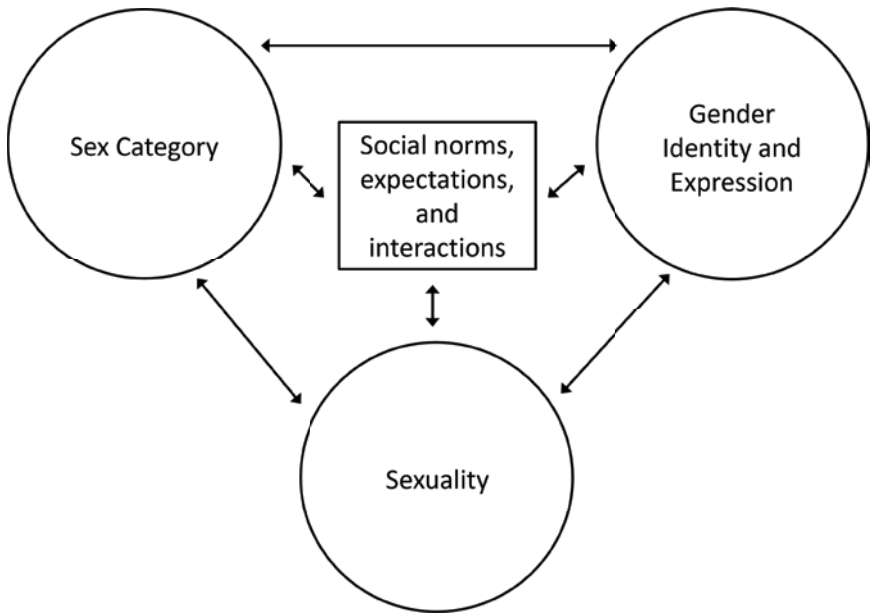 Sex Category
Social norms,
expectations,
and
interactions
Gender
Identity and
Expression
Sexuality